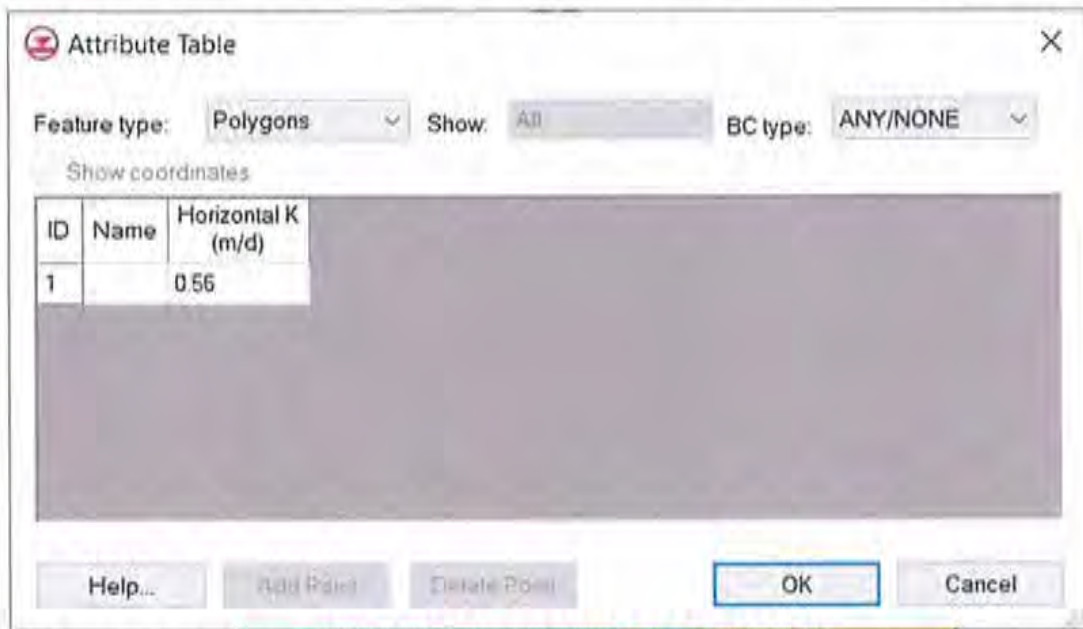 Attribute Table
Feature type: Polygons Show: All BC type: ANY/NONE
Show coordinates
ID Name Horizontal K (m/d)
1 0.56
Help... Add Point Delete Point OK Cancel